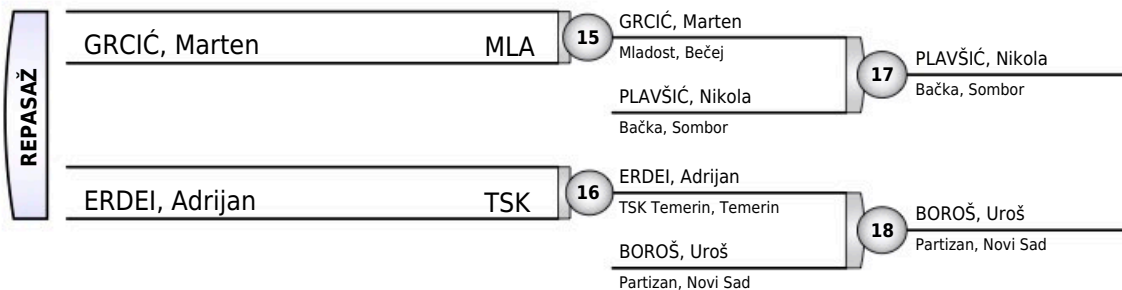 REPASAŽ
GRCIĆ, Marten MLA
15
GRCIĆ, Marten
Mladost, Bečej
PLAVŠIĆ, Nikola
Bačka, Sombor
17
PLAVŠIĆ, Nikola
Bačka, Sombor
ERDEI, Adrijan TSK
16
ERDEI, Adrijan
TSK Temerin, Temerin
BOROŠ, Uroš
Partizan, Novi Sad
18
BOROŠ, Uroš
Partizan, Novi Sad